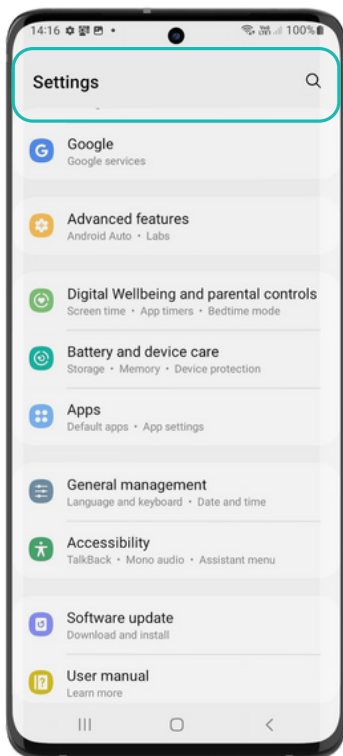 14:16 100%
Settings
Google
Google services
Advanced features
Android Auto • Labs
Digital Wellbeing and parental controls
Screen time • App timers • Bedtime mode
Battery and device care
Storage • Memory • Device protection
Apps
Default apps • App settings
General management
Language and keyboard • Date and time
Accessibility
TalkBack • Mono audio • Assistant menu
Software update
Download and install
User manual
Learn more